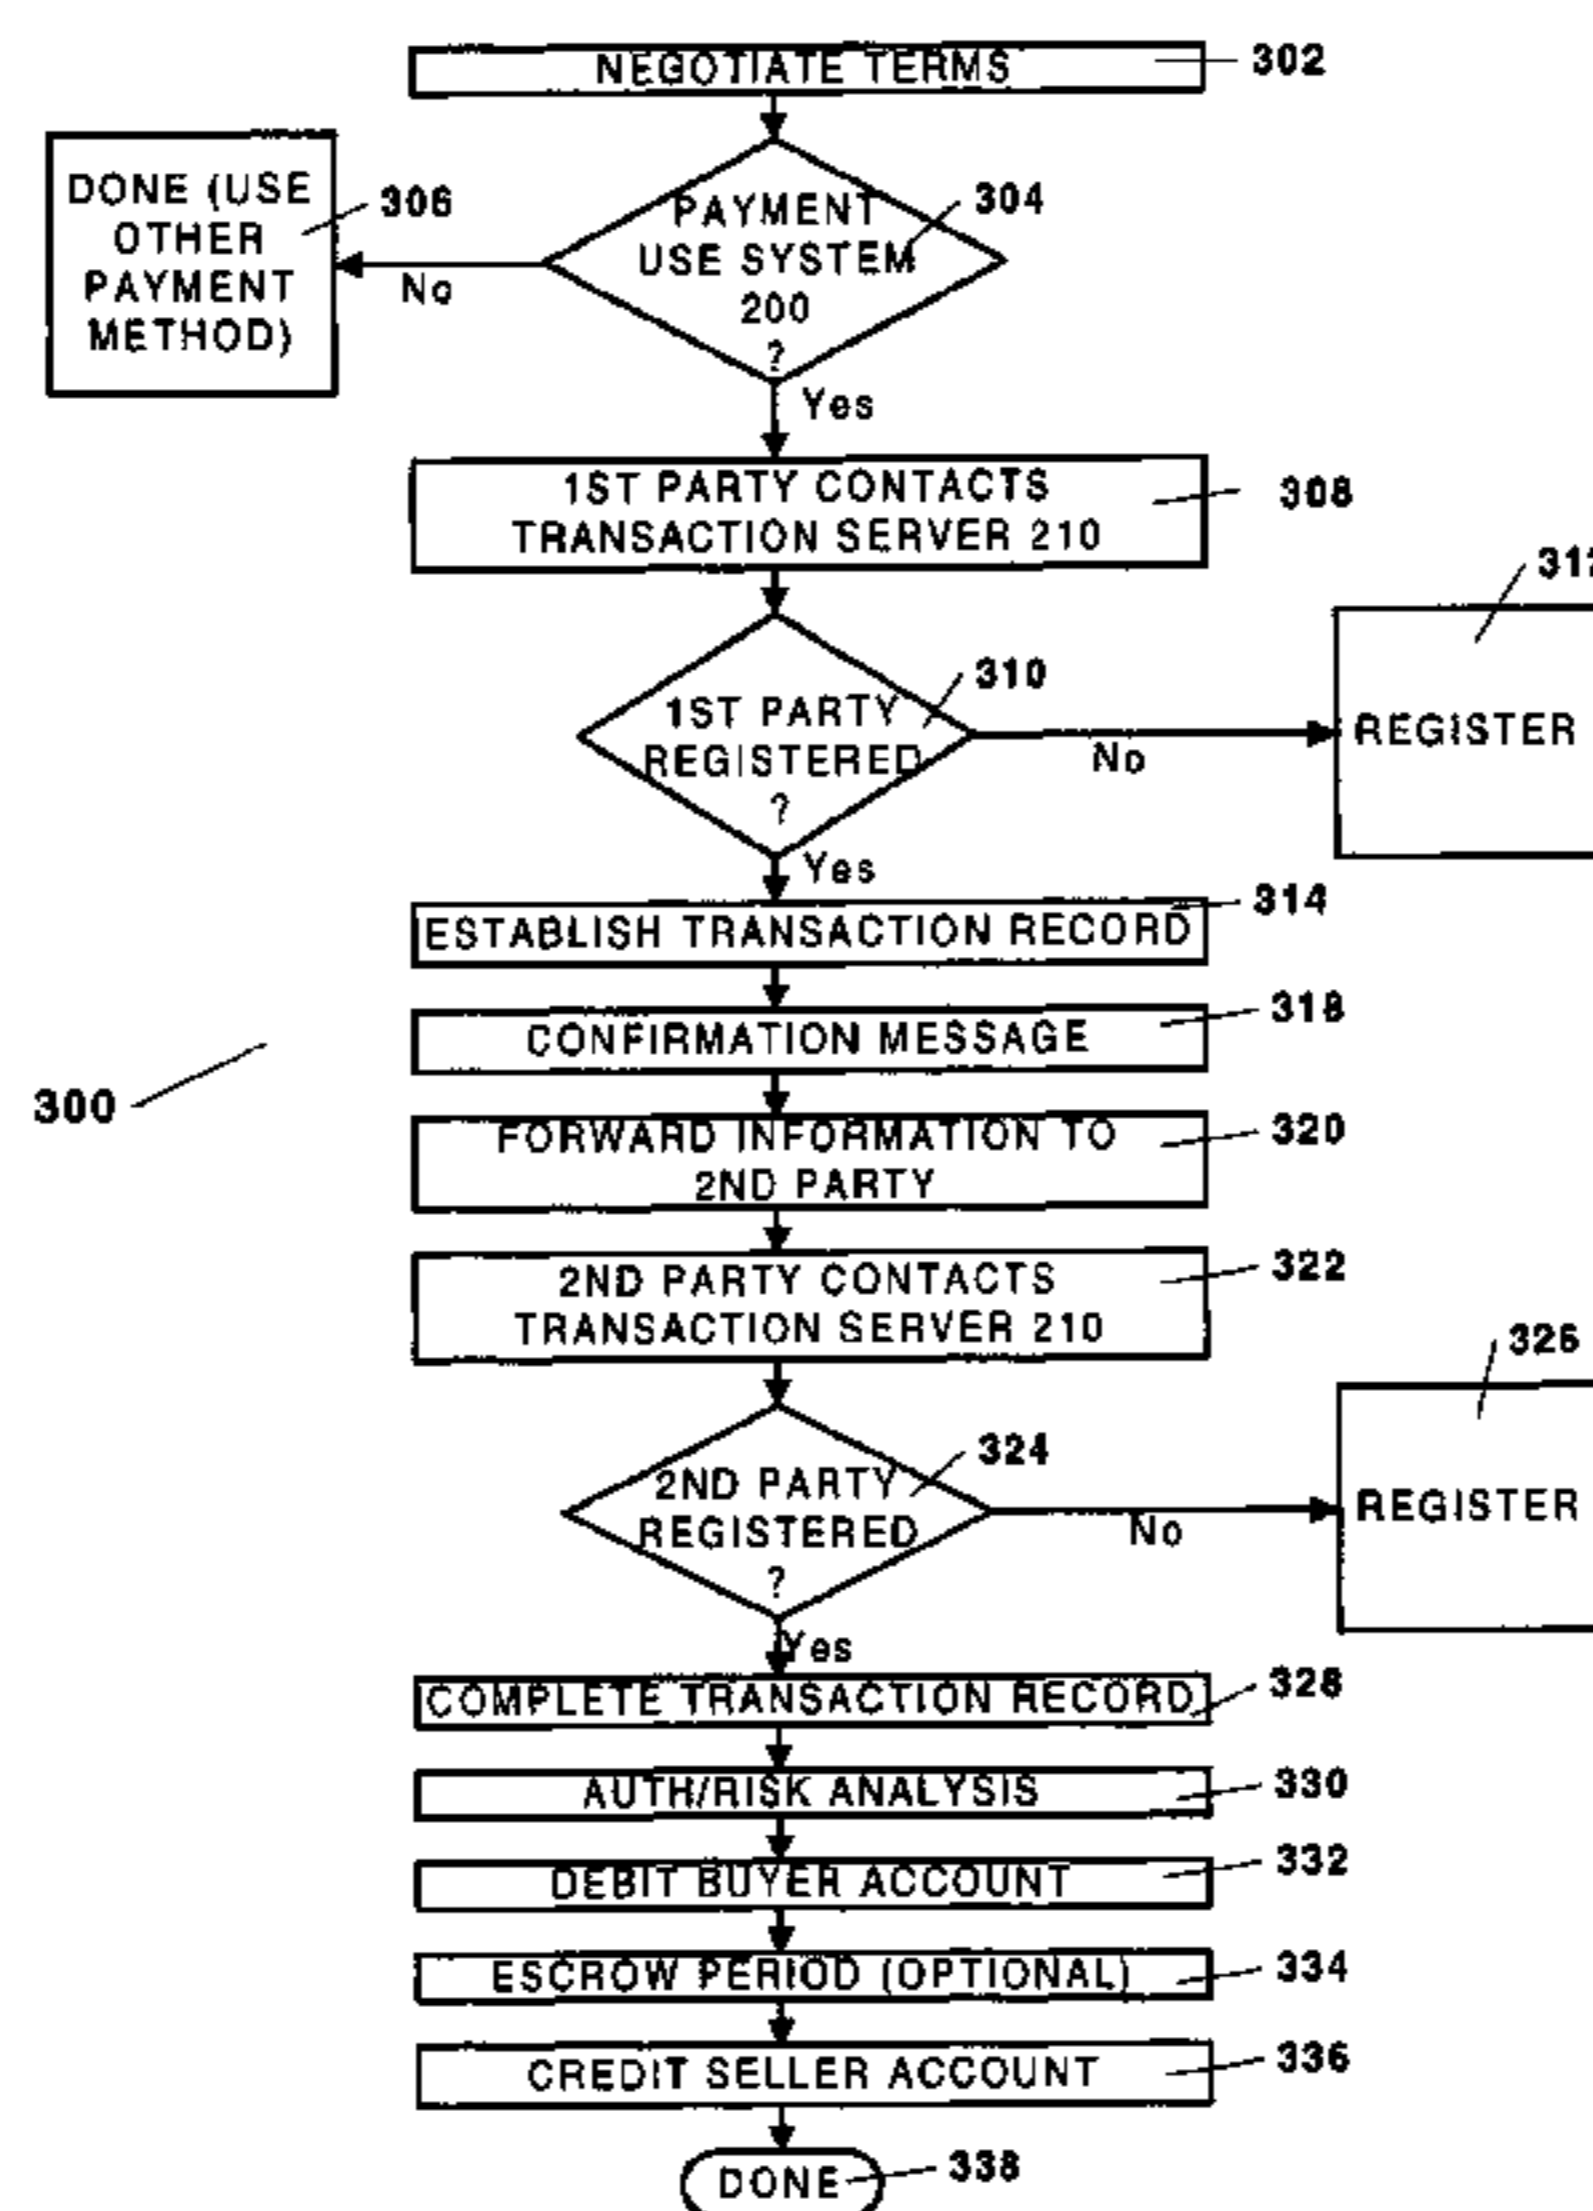 NEGOTIATE TERMS
302
DONE (USE
OTHER
PAYMENT
METHOD)
306
PAYMENT
USE SYSTEM
200
?
304
No
Yes
1ST PARTY CONTACTS
TRANSACTION SERVER 210
308
1ST PARTY
REGISTERED
?
310
No
REGISTER
Yes
ESTABLISH TRANSACTION RECORD
314
CONFIRMATION MESSAGE
318
300
FORWARD INFORMATION TO
2ND PARTY
320
2ND PARTY CONTACTS
TRANSACTION SERVER 210
322
2ND PARTY
REGISTERED
?
324
No
326
REGISTER
Yes
COMPLETE TRANSACTION RECORD
328
AUTH/RISK ANALYSIS
330
DEBIT BUYER ACCOUNT
332
ESCROW PERIOD (OPTIONAL)
334
CREDIT SELLER ACCOUNT
336
DONE
338